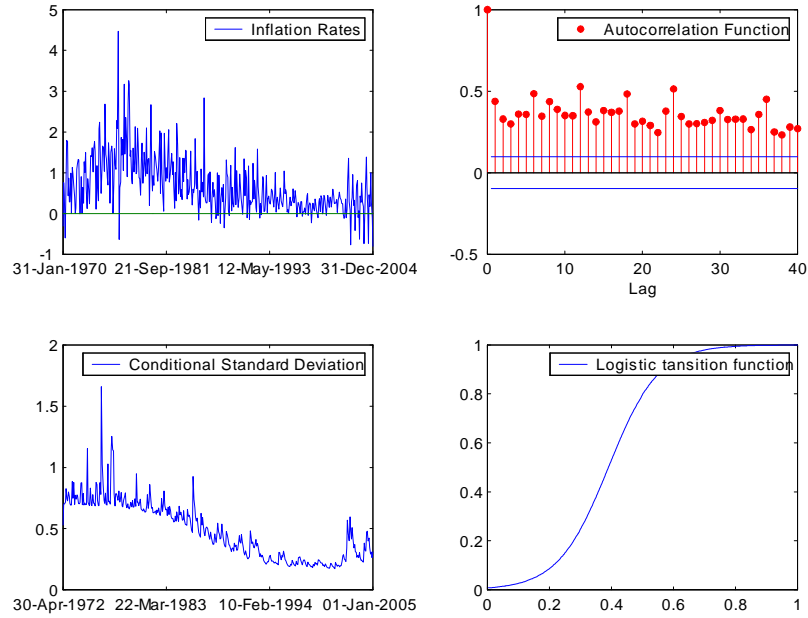 Inflation Rates
5
4
3
2
1
0
-1
31-Jan-1970 21-Sep-1981 12-May-1993 31-Dec-2004
Autocorrelation Function
1
0.5
0
-0.5
0 10 20 30 40
Lag
Conditional Standard Deviation
2
1.5
1
0.5
0
30-Apr-1972 22-Mar-1983 10-Feb-1994 01-Jan-2005
Logistic tansition function
1
0.8
0.6
0.4
0.2
0
0 0.2 0.4 0.6 0.8 1